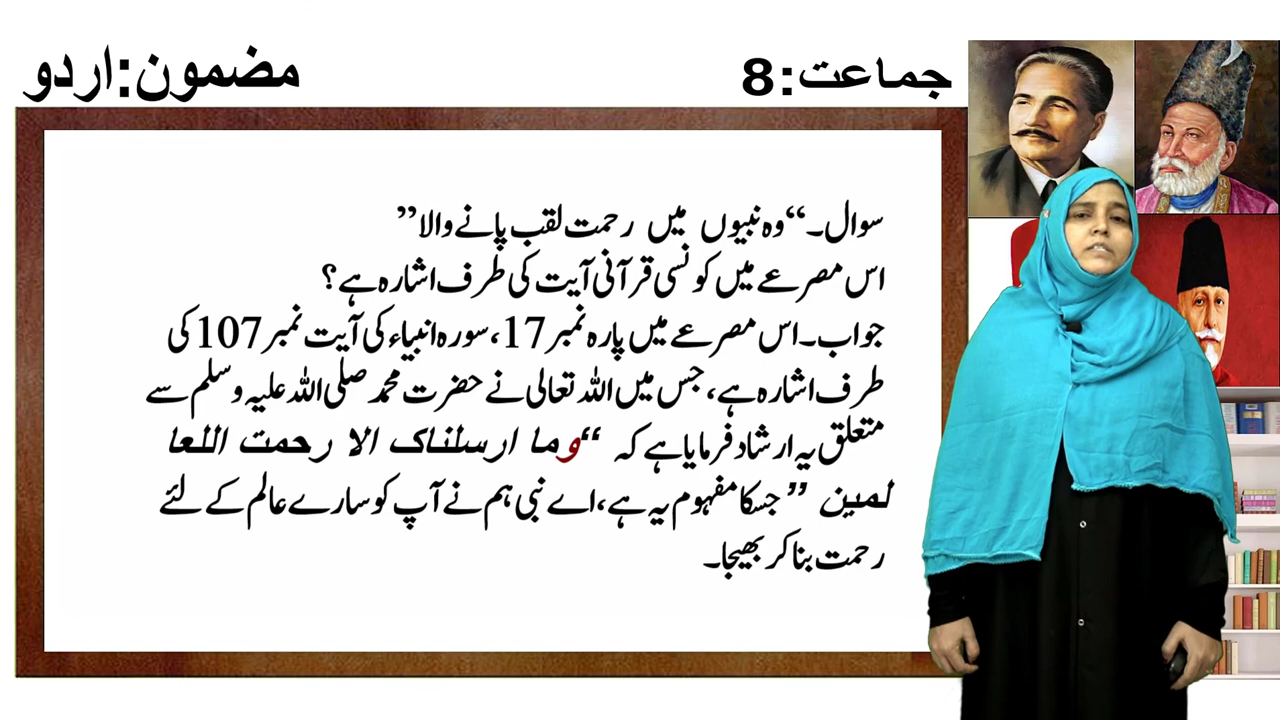 جماعت:8
مضمون:اردو
سوال۔“وہ نبیوں میں رحمت لقب پانے والا”
اس مصرعے میں کونسی قرآنی آیت کی طرف اشارہ ہے؟
جواب۔اس مصرعے میں پارہ نمبر 17،سورہ انبیاء کی آیت نمبر 107 کی
طرف اشارہ ہے،جس میں اللہ تعالی نے حضرت محمد صلی اللہ علیہ وسلم سے
متعلق یہ ارشاد فرمایا ہے کہ “وما ارسلناک الا رحمت اللعا
لمین” جسکا مفہوم یہ ہے،اے نبی ہم نے آپ کو سارے عالم کے لئے
رحمت بنا کر بھیجا۔